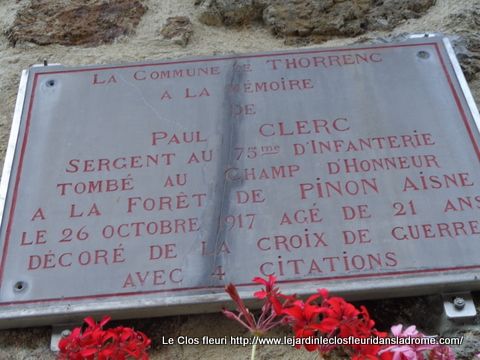 LA COMMUNE DE THORRENC
A LA MÉMOIRE
DE
PAUL CLERC
SERGENT AU 75me D'INFANTERIE
TOMBÉ AU CHAMP D'HONNEUR
A LA FORÊT DE PINON AISNE
LE 26 OCTOBRE 1917 AGÉ DE 21 ANS
DÉCORÉ DE LA CROIX DE GUERRE
AVEC 4 CITATIONS
Le Clos fleuri http://www.lejardindesfleursdansladrome.com/